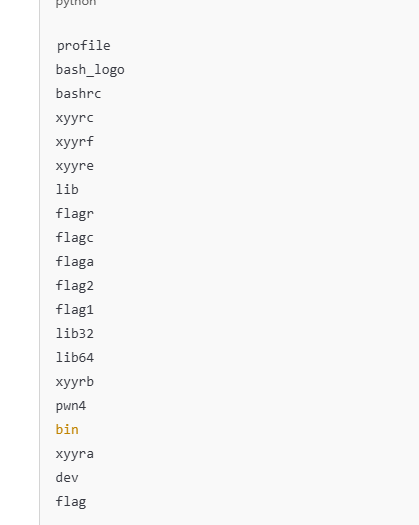 python
profile
bash_logo
bashrc
xyyrc
xyyrf
xyyre
lib
flagr
flagc
flaga
flag2
flag1
lib32
lib64
xyyrb
pwn4
bin
xyyra
dev
flag